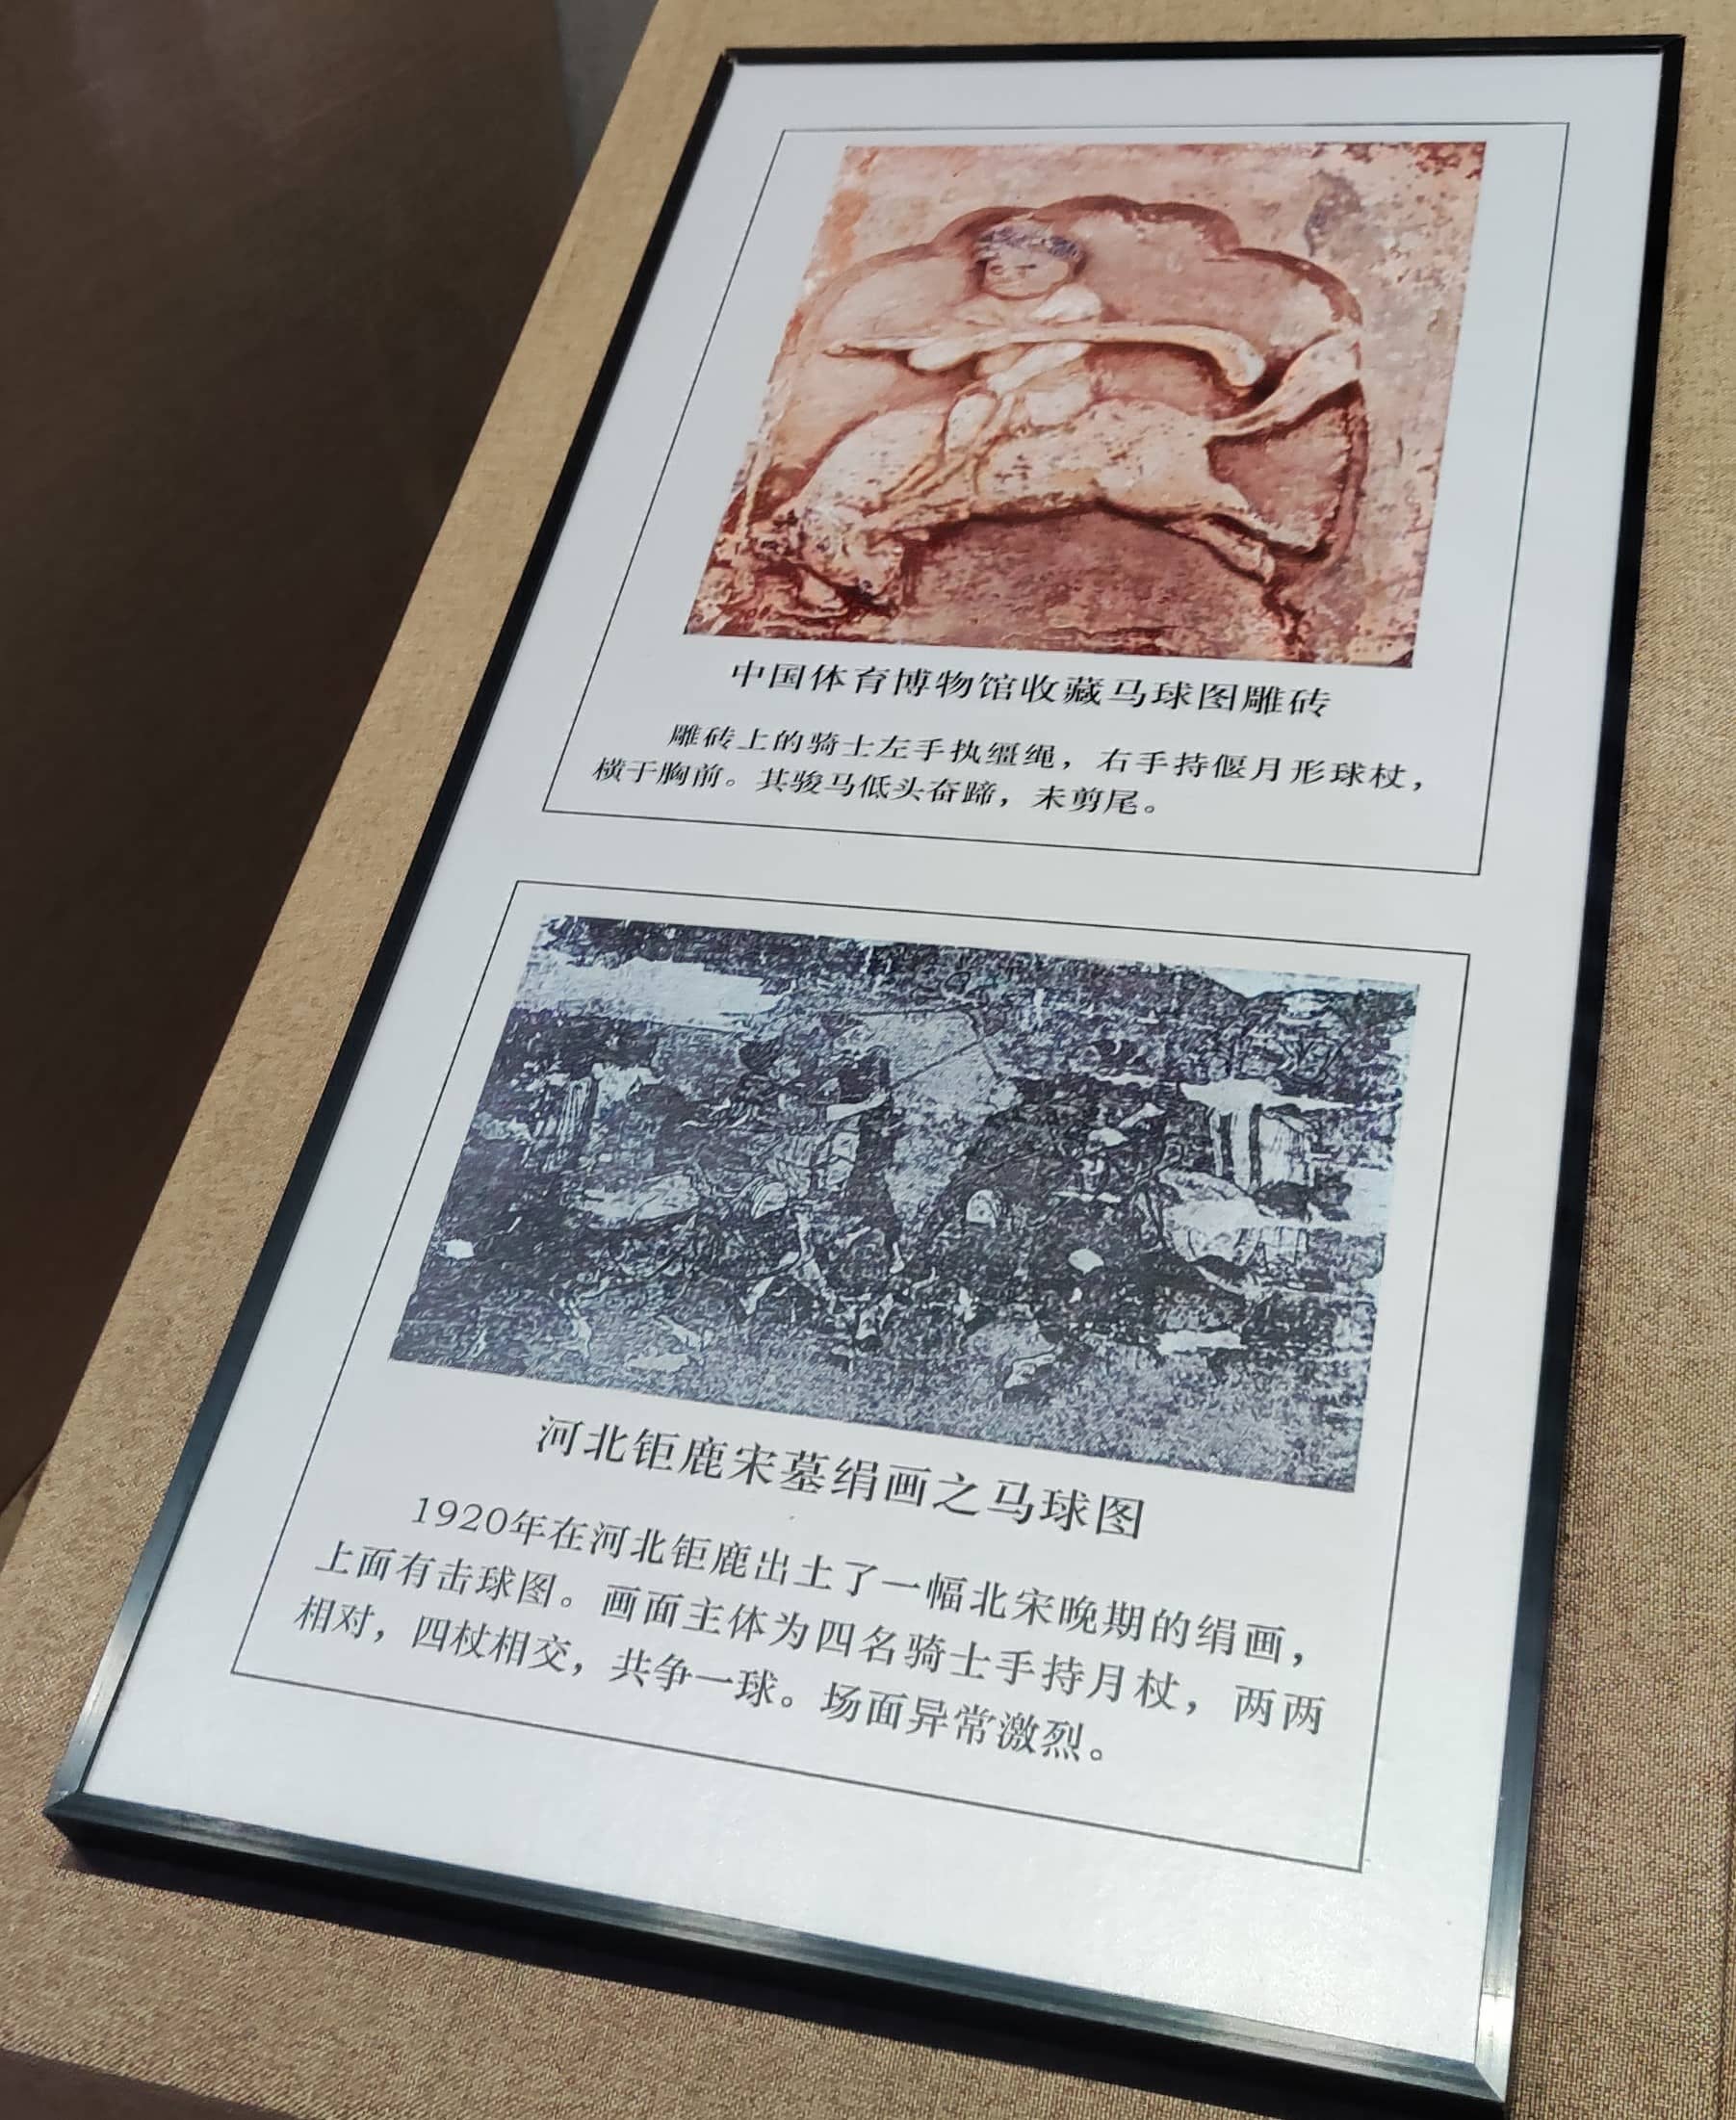 中国体育博物馆收藏马球图雕砖
雕砖上的骑士左手执缰绳，右手持偃月形球杖，
横于胸前。其骏马低头奋蹄，未剪尾。
河北钜鹿宋墓绢画之马球图
1920年在河北钜鹿出土了一幅北宋晚期的绢画，
上面有击球图。画面主体为四名骑士手持月杖，两两
相对，四杖相交，共争一球。场面异常激烈。